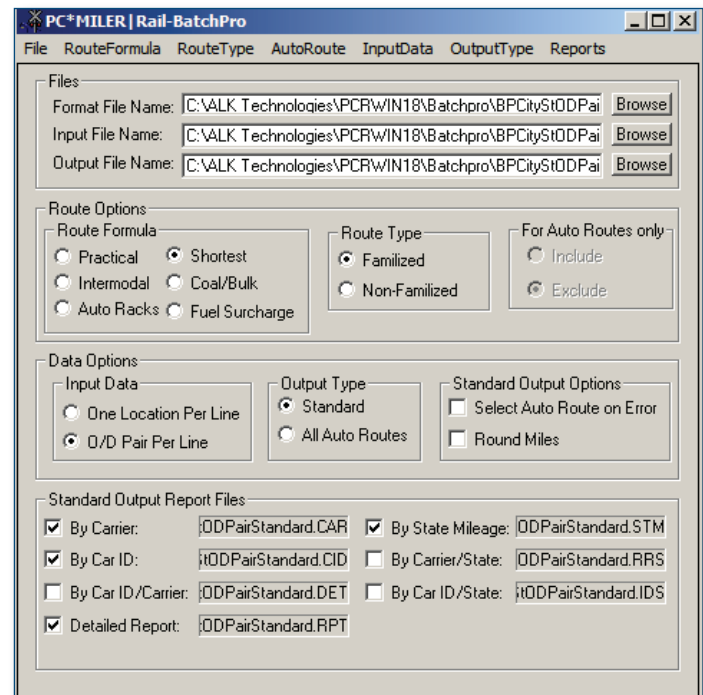 PC*MILER|Rail-BatchPro
File RouteFormula RouteType AutoRoute InputData OutputType Reports
Files
Format File Name: C:\ALK Technologies\PCRWIN18\Batchpro\BPCityStODPai Browse
Input File Name: C:\ALK Technologies\PCRWIN18\Batchpro\BPCityStODPai Browse
Output File Name: C:\ALK Technologies\PCRWIN18\Batchpro\BPCityStODPai Browse
Route Options
Route Formula
Practical Shortest
Intermodal Coal/Bulk
Auto Racks Fuel Surcharge
Route Type
Familized
Non-Familized
For Auto Routes only
Include
Exclude
Data Options
Input Data
One Location Per Line
O/D Pair Per Line
Output Type
Standard
All Auto Routes
Standard Output Options
Select Auto Route on Error
Round Miles
Standard Output Report Files
By Carrier: :ODPairStandard.CAR By State Mileage: ODPairStandard.STM
By Car ID: itODPairStandard.CID By Carrier/State: ODPairStandard.RRS
By Car ID/Carrier: :ODPairStandard.DET By Car ID/State: itODPairStandard.IDS
Detailed Report: :ODPairStandard.RPT